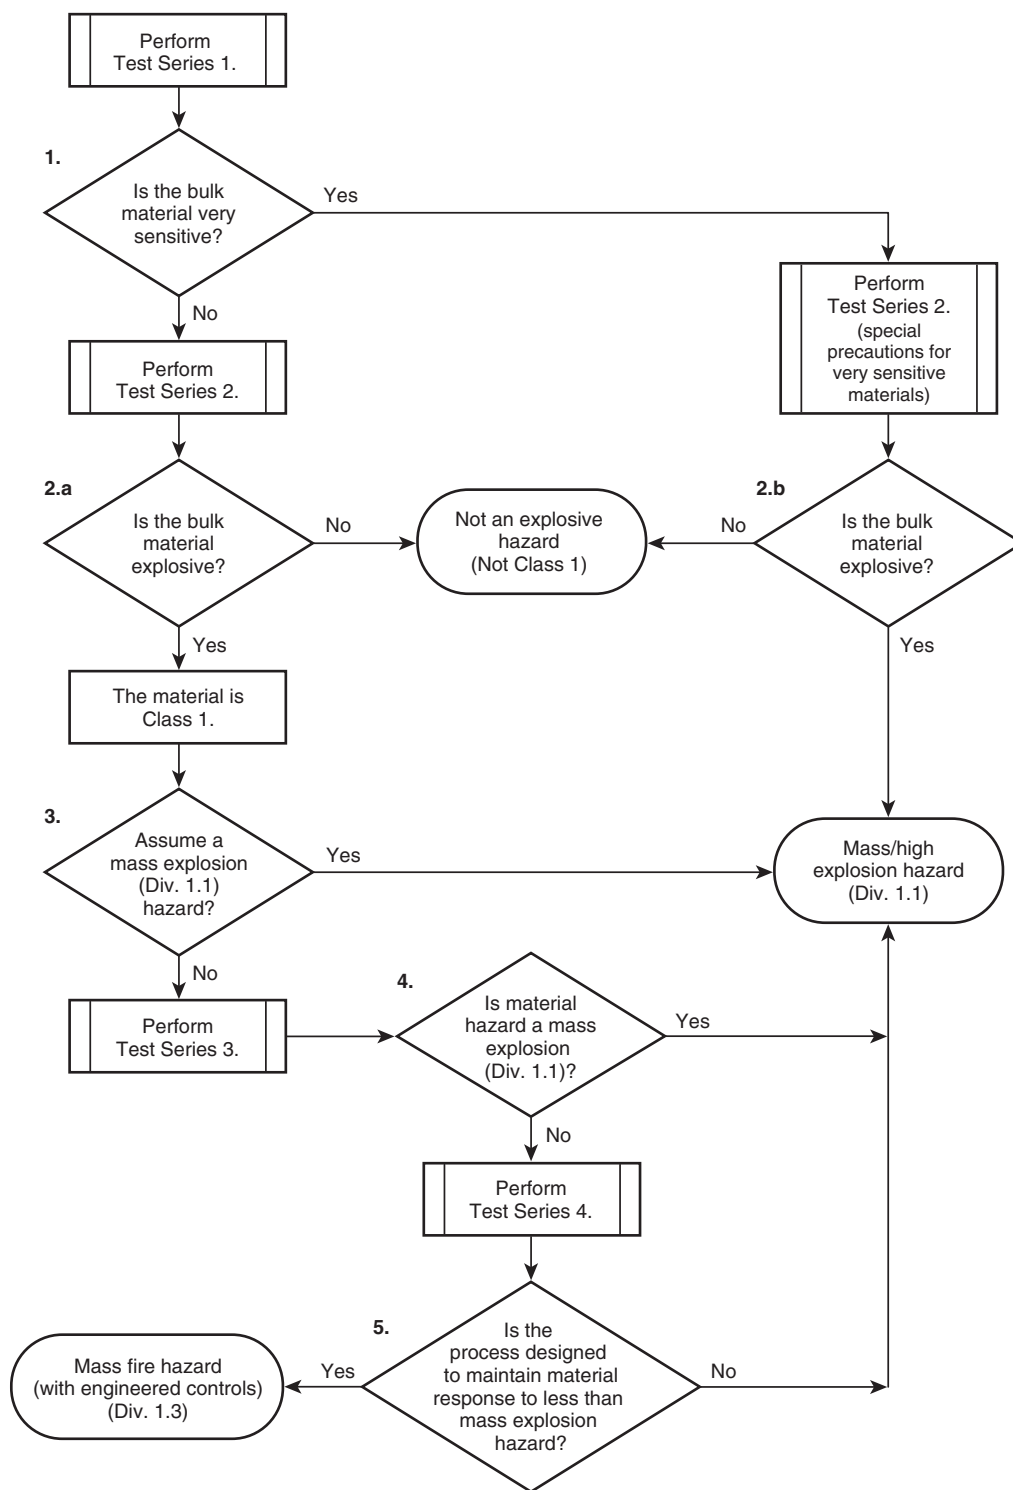 Perform
Test Series 1.
1.
Is the bulk
material very
sensitive?
Yes
No
Perform
Test Series 2.
(special
precautions for
very sensitive
materials)
Perform
Test Series 2.
2.a
Is the bulk
material
explosive?
No
Not an explosive
hazard
(Not Class 1)
No
2.b
Is the bulk
material
explosive?
Yes
Yes
The material is
Class 1.
3.
Assume a
mass explosion
(Div. 1.1)
hazard?
Yes
Mass/high
explosion hazard
(Div. 1.1)
No
Perform
Test Series 3.
4.
Is material
hazard a mass
explosion
(Div. 1.1)?
Yes
No
Perform
Test Series 4.
5.
Is the
process designed
to maintain material
response to less than
mass explosion
hazard?
Yes
No
Mass fire hazard
(with engineered controls)
(Div. 1.3)